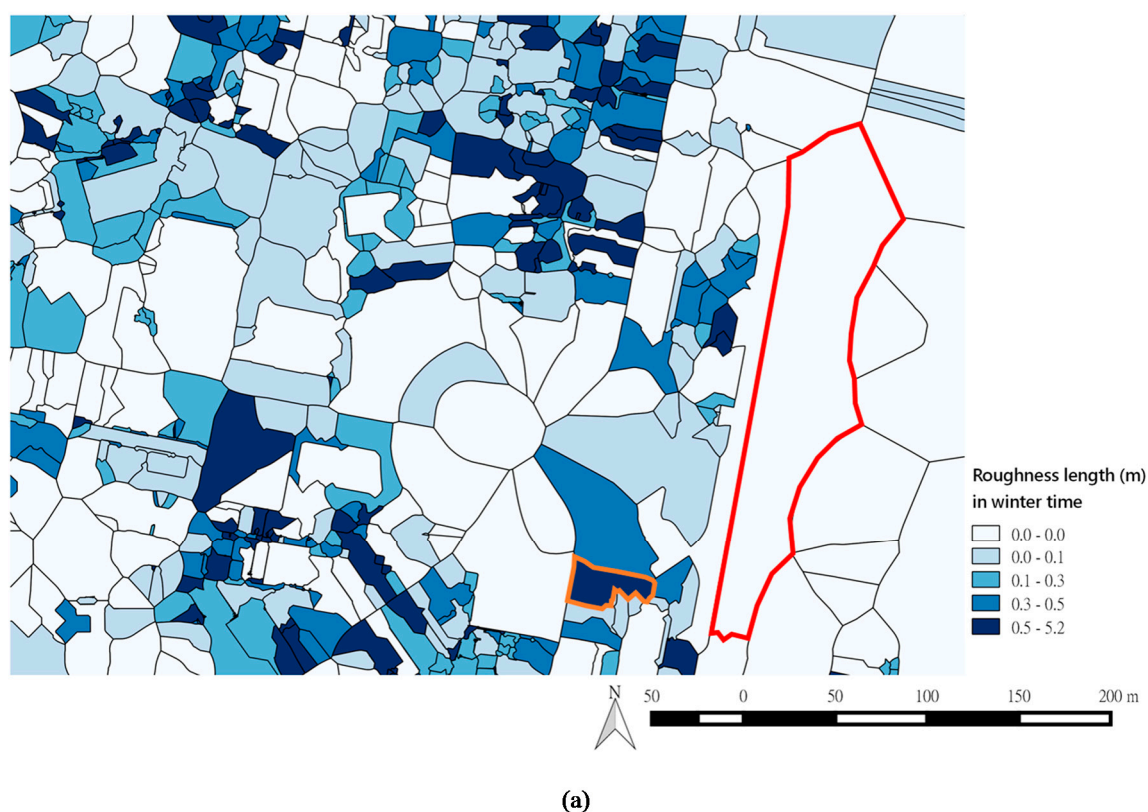 Roughness length (m)
in winter time
0.0 - 0.0
0.0 - 0.1
0.1 - 0.3
0.3 - 0.5
0.5 - 5.2
N
50 0 50 100 150 200 m
(a)